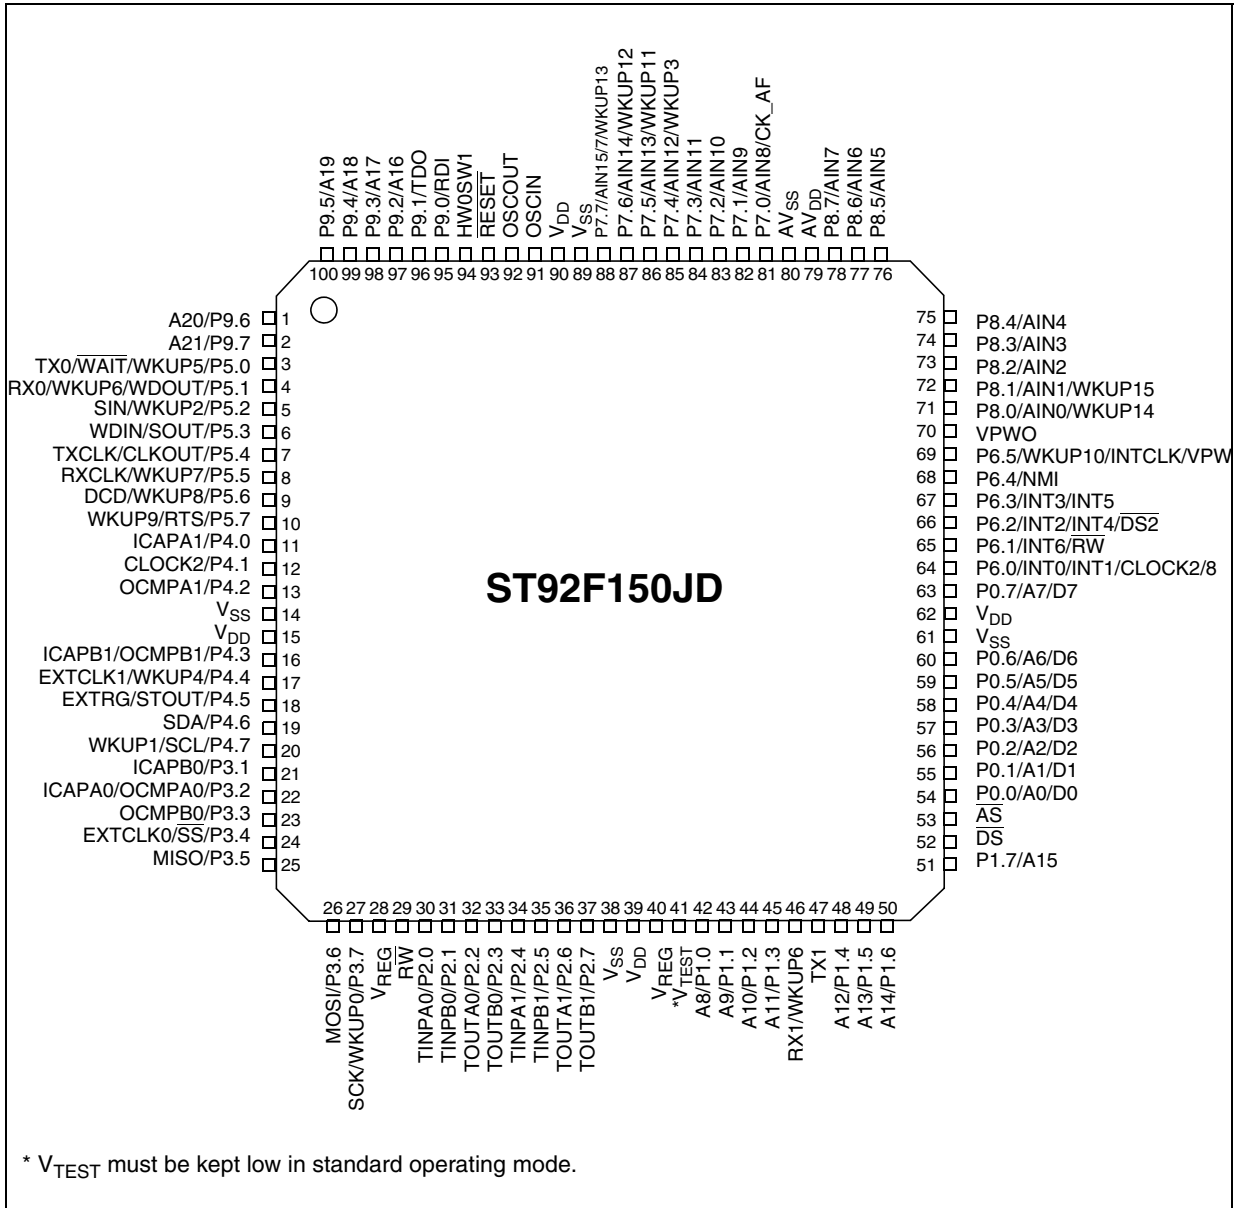 P9.5/A19
P9.4/A18
P9.3/A17
P9.2/A16
P9.1/TDO
P9.0/RDI
HW0SW1
RESET
OSCOUT
OSCIN
VDD
VSS
P7.7/AIN15/7/WKUP13
P7.6/AIN14/WKUP12
P7.5/AIN13/WKUP11
P7.4/AIN12/WKUP3
P7.3/AIN11
P7.2/AIN10
P7.1/AIN9
P7.0/AIN8/CK_AF
AVSS
AVDD
P8.7/AIN7
P8.6/AIN6
P8.5/AIN5
100 99 98 97 96 95 94 93 92 91 90 89 88 87 86 85 84 83 82 81 80 79 78 77 76
A20/P9.6 1
A21/P9.7 2
TX0/WAIT/WKUP5/P5.0 3
RX0/WKUP6/WDOUT/P5.1 4
SIN/WKUP2/P5.2 5
WDIN/SOUT/P5.3 6
TXCLK/CLKOUT/P5.4 7
RXCLK/WKUP7/P5.5 8
DCD/WKUP8/P5.6 9
WKUP9/RTS/P5.7 10
ICAPA1/P4.0 11
CLOCK2/P4.1 12
OCMPA1/P4.2 13
VSS 14
VDD 15
ICAPB1/OCMPB1/P4.3 16
EXTCLK1/WKUP4/P4.4 17
EXTRG/STOUT/P4.5 18
SDA/P4.6 19
WKUP1/SCL/P4.7 20
ICAPB0/P3.1 21
ICAPA0/OCMPA0/P3.2 22
OCMPB0/P3.3 23
EXTCLK0/SS/P3.4 24
MISO/P3.5 25
ST92F150JD
75 P8.4/AIN4
74 P8.3/AIN3
73 P8.2/AIN2
72 P8.1/AIN1/WKUP15
71 P8.0/AIN0/WKUP14
70 VPWO
69 P6.5/WKUP10/INTCLK/VPW
68 P6.4/NMI
67 P6.3/INT3/INT5
66 P6.2/INT2/INT4/DS2
65 P6.1/INT6/RW
64 P6.0/INT0/INT1/CLOCK2/8
63 P0.7/A7/D7
62 VDD
61 VSS
60 P0.6/A6/D6
59 P0.5/A5/D5
58 P0.4/A4/D4
57 P0.3/A3/D3
56 P0.2/A2/D2
55 P0.1/A1/D1
54 P0.0/A0/D0
53 AS
52 DS
51 P1.7/A15
26 27 28 29 30 31 32 33 34 35 36 37 38 39 40 41 42 43 44 45 46 47 48 49 50
MOSI/P3.6
SCK/WKUP0/P3.7
VREG
RW
TINPA0/P2.0
TINPB0/P2.1
TOUTA0/P2.2
TOUTB0/P2.3
TINPA1/P2.4
TINPB1/P2.5
TOUTA1/P2.6
TOUTB1/P2.7
VSS
VDD
VREG
*VTEST
A8/P1.0
A9/P1.1
A10/P1.2
A11/P1.3
RX1/WKUP6
TX1
A12/P1.4
A13/P1.5
A14/P1.6
* VTEST must be kept low in standard operating mode.